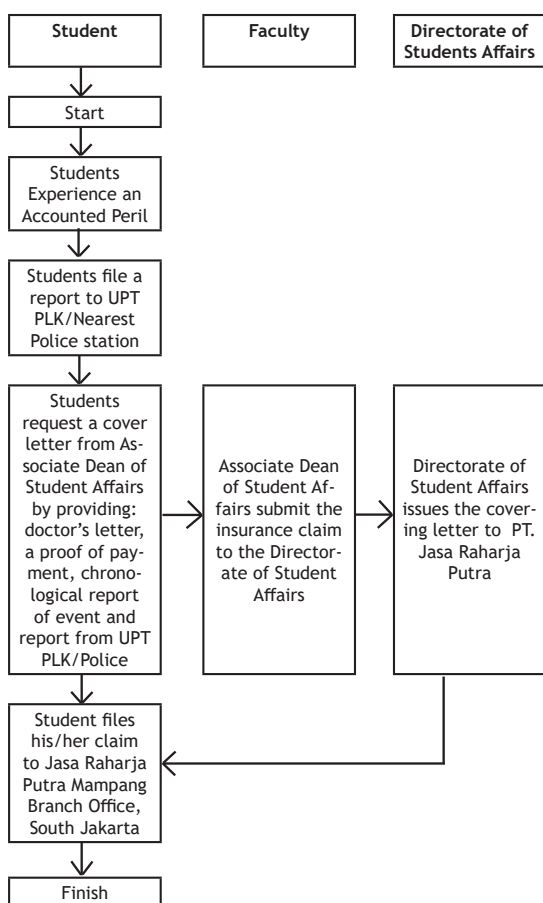 Student
Faculty
Directorate of
Students Affairs
Start
Students
Experience an
Accounted Peril
Students file a
report to UPT
PLK/Nearest
Police station
Students
request a cover
letter from As-
sociate Dean of
Student Affairs
by providing:
doctor’s letter,
a proof of pay-
ment, chrono-
logical report
of event and
report from UPT
PLK/Police
Associate Dean
of Student Af-
fairs submit the
insurance claim
to the Director-
ate of Student
Affairs
Directorate of
Student Affairs
issues the cover-
ing letter to PT.
Jasa Raharja
Putra
Student files
his/her claim
to Jasa Raharja
Putra Mampang
Branch Office,
South Jakarta
Finish